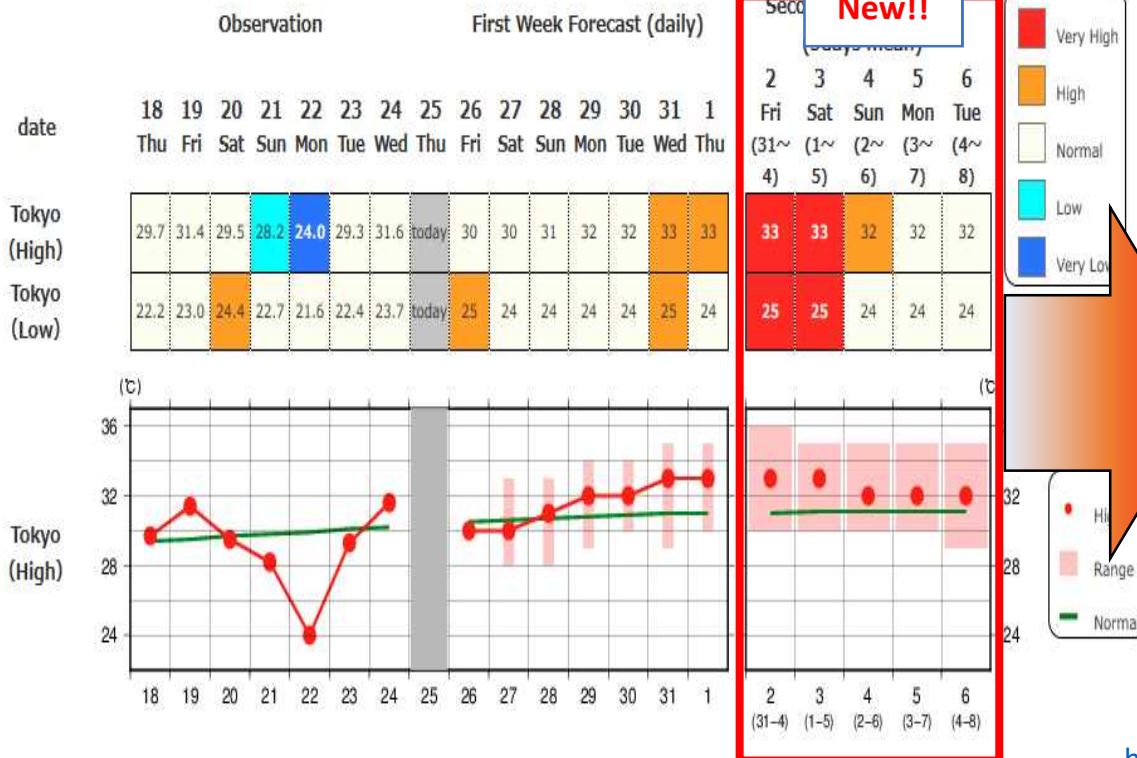 Observation
First Week Forecast (daily)
New!!
date
18 19 20 21 22 23 24 25 26 27 28 29 30 31 1
Thu Fri Sat Sun Mon Tue Wed Thu Fri Sat Sun Mon Tue Wed Thu
2 3 4 5 6
Fri Sat Sun Mon Tue
(31~ (1~ (2~ (3~ (4~
4) 5) 6) 7) 8)
Tokyo
(High)
29.7 31.4 29.5 28.2 24.0 29.3 31.6 today 30 30 31 32 32 33 33
33 33 32 32 32
Tokyo
(Low)
22.2 23.0 24.4 22.7 21.6 22.4 23.7 today 25 24 24 24 24 25 24
25 25 24 24 24
Very High
High
Normal
Low
Very
(℃)
36
32
28
24
Tokyo
(High)
32
28
24
18 19 20 21 22 23 24 25 26 27 28 29 30 31 1
2 3 4 5 6
(31–4) (1–5) (2–6) (3–7) (4–8)
Range